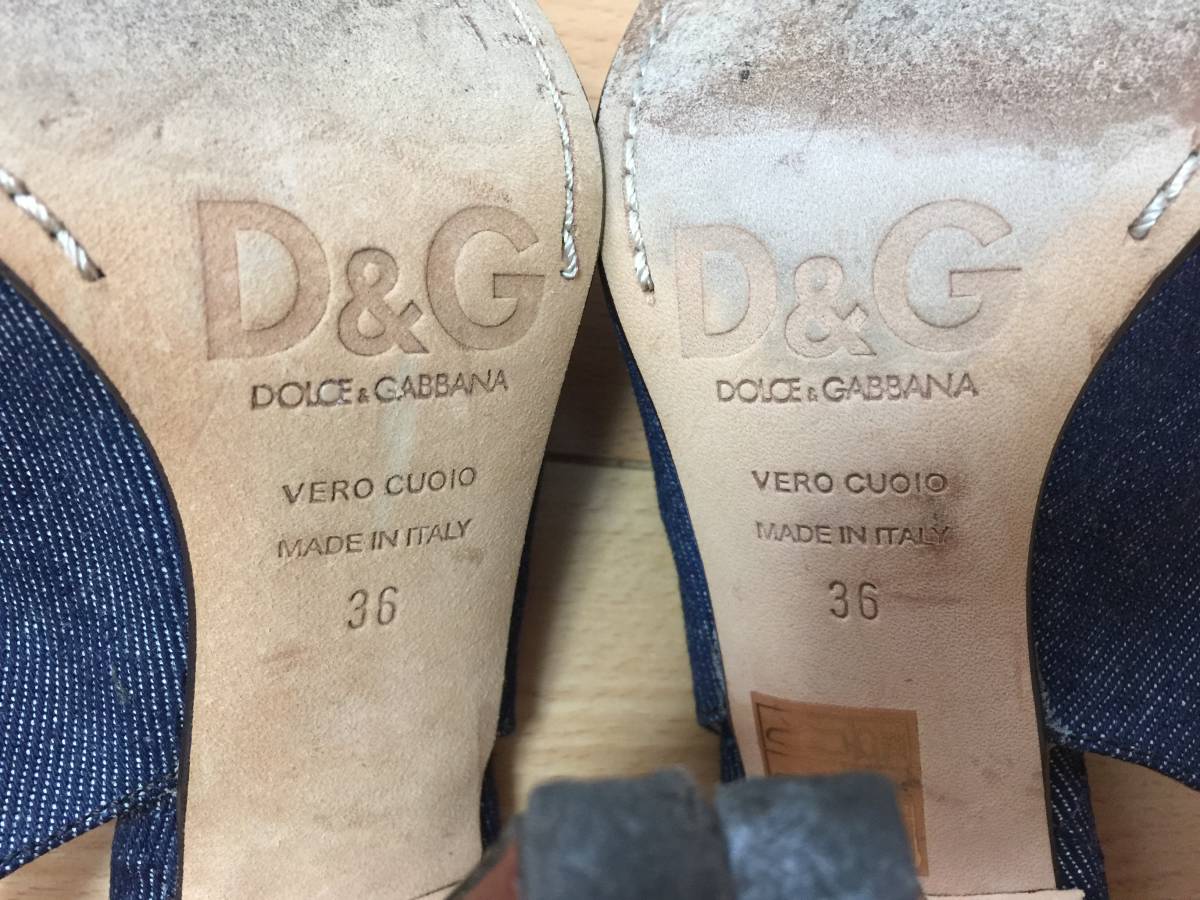 D&G
DOLCE & GABBANA
VERO CUOIO
MADE IN ITALY
36
D&G
DOLCE & GABBANA
VERO CUOIO
MADE IN ITALY
36